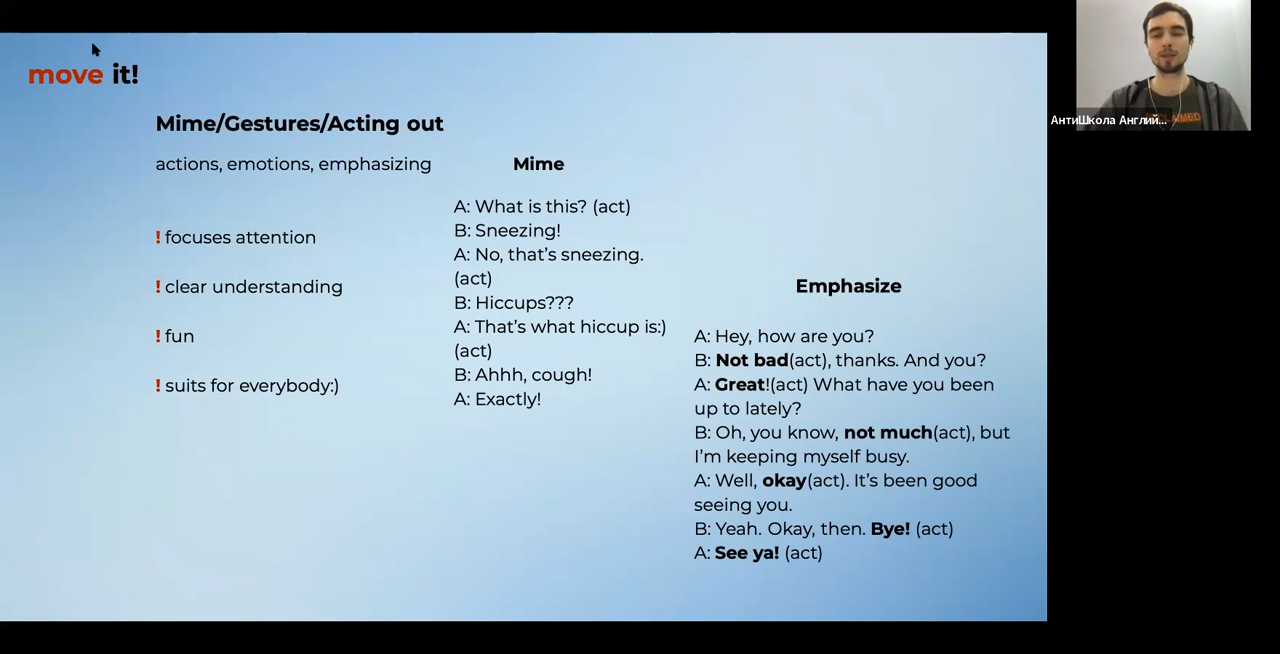 move it!
Mime/Gestures/Acting out
actions, emotions, emphasizing
! focuses attention
! clear understanding
! fun
! suits for everybody:)
Mime
A: What is this? (act)
B: Sneezing!
A: No, that's sneezing.
(act)
B: Hiccups???
A: That's what hiccup is:)
(act)
B: Ahhh, cough!
A: Exactly!
Emphasize
A: Hey, how are you?
B: Not bad(act), thanks. And you?
A: Great!(act) What have you been
up to lately?
B: Oh, you know, not much(act), but
I'm keeping myself busy.
A: Well, okay(act). It's been good
seeing you.
B: Yeah. Okay, then. Bye! (act)
A: See ya! (act)
АнтиШкола Англий...